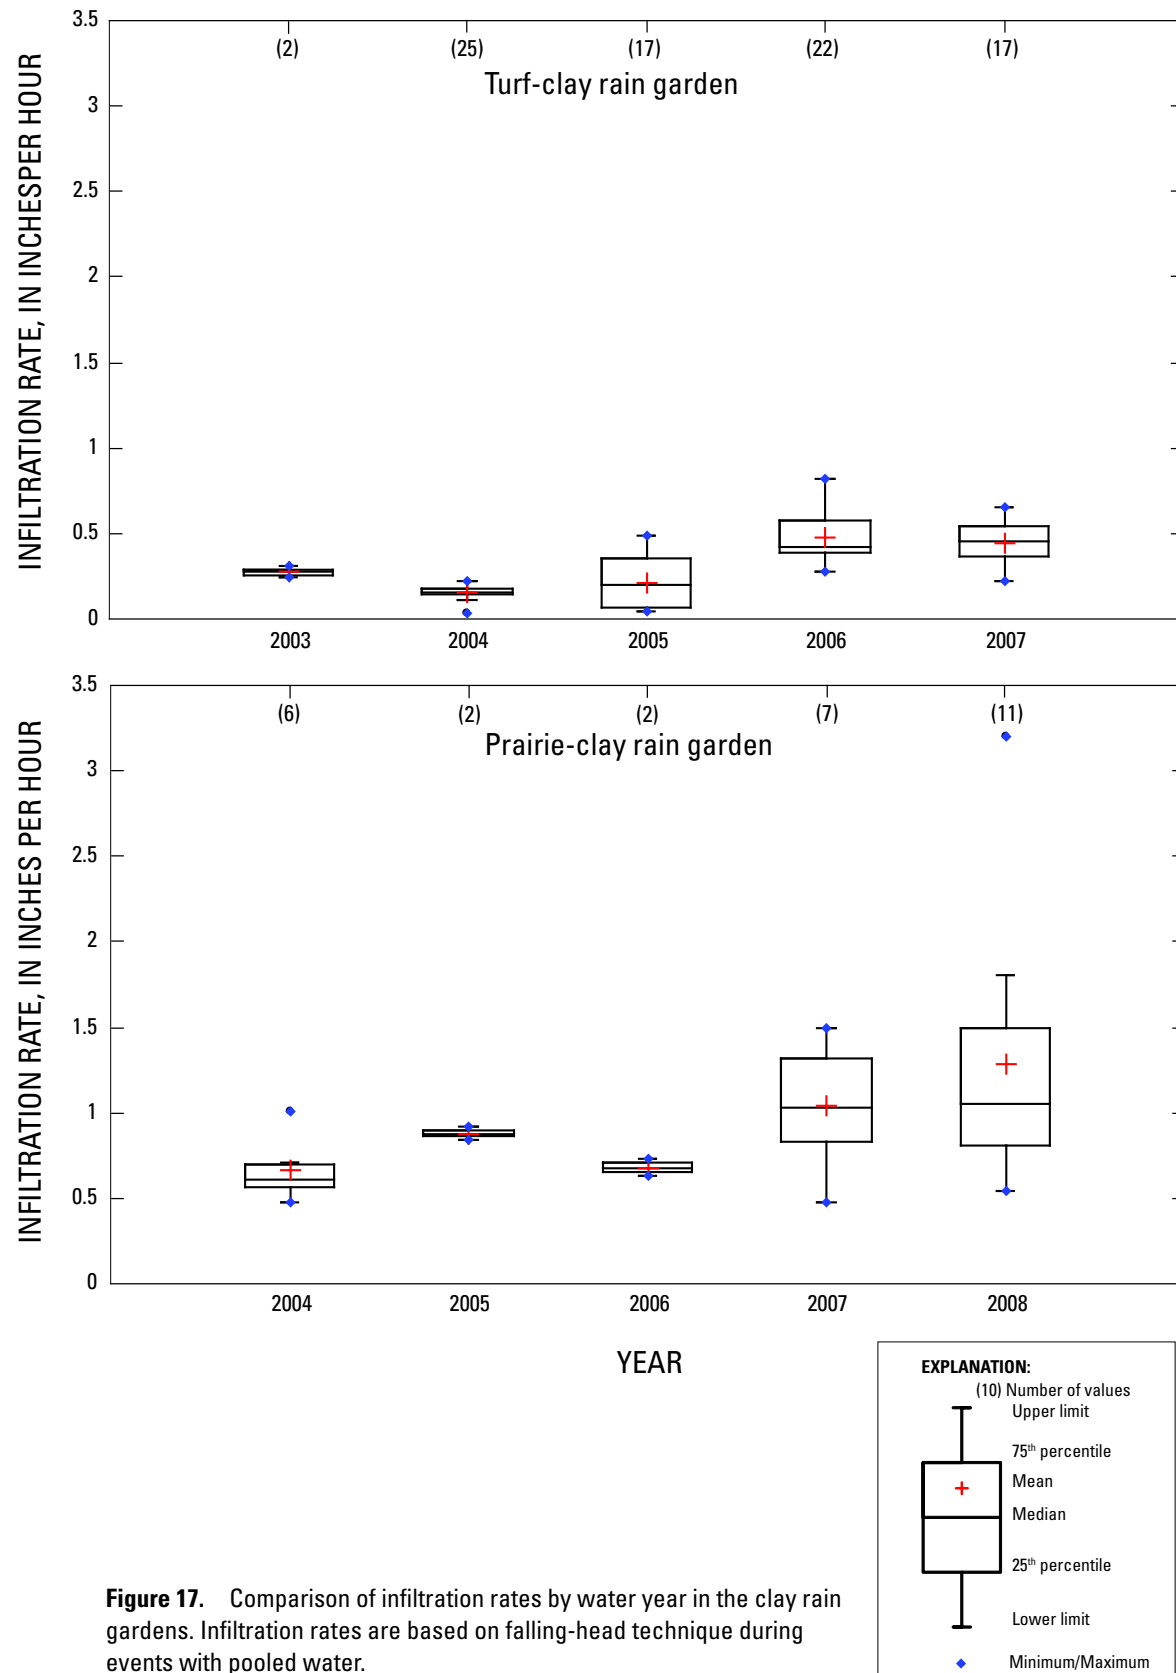 3.5
(2) (25) (17) (22) (17)
Turf-clay rain garden
3
2.5
2
1.5
1
0.5
0
INFILTRATION RATE, IN INCHESPER HOUR
2003 2004 2005 2006 2007
3.5
(6) (2) (2) (7) (11)
Prairie-clay rain garden
3
2.5
2
1.5
1
0.5
0
INFILTRATION RATE, IN INCHES PER HOUR
2004 2005 2006 2007 2008
YEAR
EXPLANATION:
(10) Number of values
Upper limit
75th percentile
Mean
Median
25th percentile
Lower limit
Minimum/Maximum
Figure 17. Comparison of infiltration rates by water year in the clay rain
gardens. Infiltration rates are based on falling-head technique during
events with pooled water.